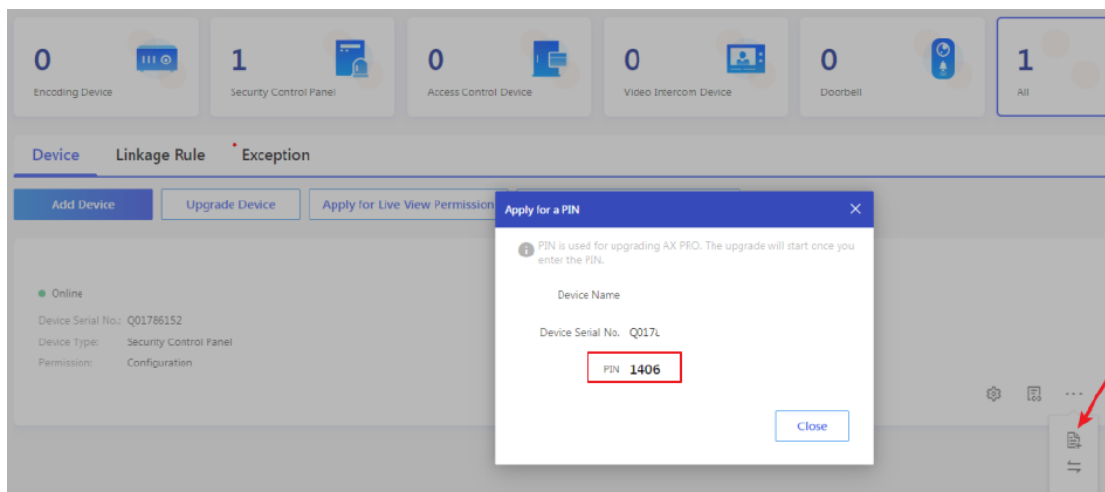 0
Encoding Device
1
Security Control Panel
0
Access Control Device
0
Video Intercom Device
0
Doorbell
1
All
Device Linkage Rule Exception
Add Device Upgrade Device Apply for Live View Permission
Apply for a PIN
PIN is used for upgrading AX PRO. The upgrade will start once you
enter the PIN.
Device Name
Device Serial No. Q017
PIN 1406
Close
Online
Device Serial No.: Q01786152
Device Type: Security Control Panel
Permission: Configuration